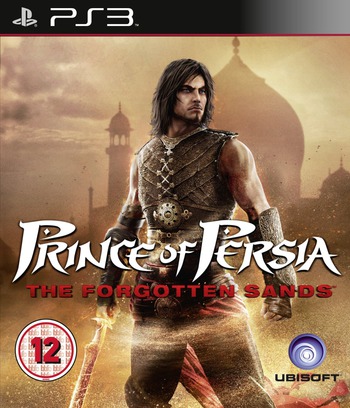 PS3
PRINCE OF PERSIA
THE FORGOTTEN SANDS
12
UBISOFT